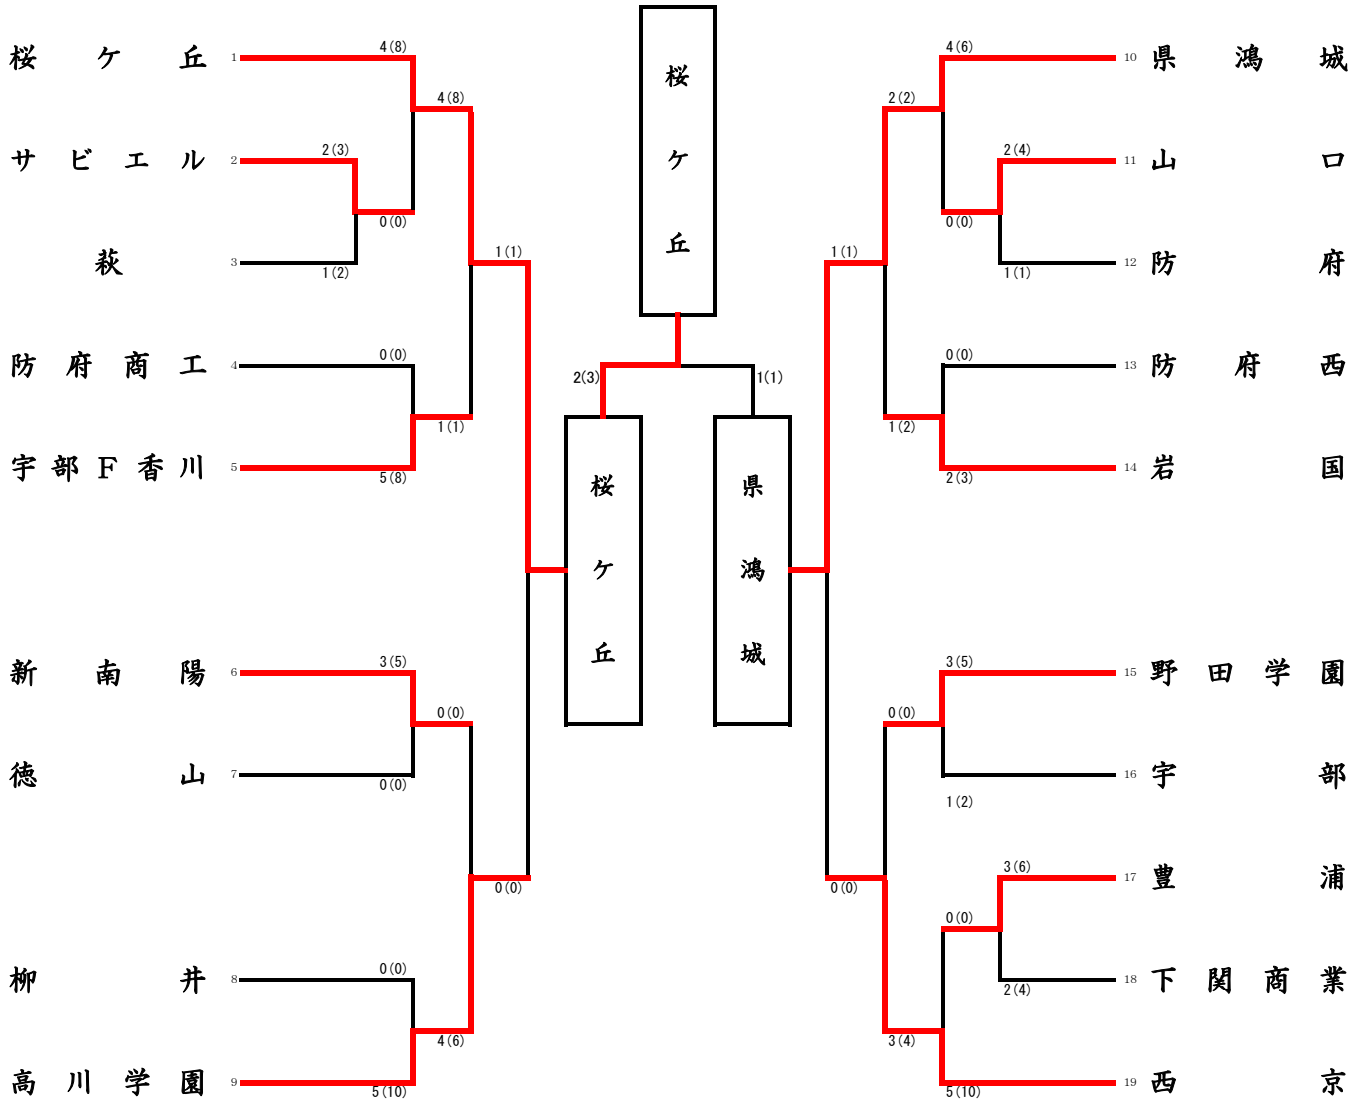 桜ケ丘
桜ケ丘 1 4(8)
4(8)
サビエル 2 2(3)
0(0)
萩 3 1(2)
1(1)
防府商工 4 0(0)
1(1)
宇部F香川 5 5(8)
新南陽 6 3(5)
0(0)
徳山 7 0(0)
0(0)
柳井 8 0(0)
4(6)
高川学園 9 5(10)
2(3)
1(1)
桜ケ丘
県鴻城
4(6) 10 県鴻城
2(2)
2(4) 11 山口
0(0)
1(1) 12 防府
1(1)
0(0) 13 防府西
1(2)
2(3) 14 岩国
3(5) 15 野田学園
0(0)
16 宇部
1(2)
3(6) 17 豊浦
0(0)
0(0)
2(4) 18 下関商業
3(4)
5(10) 19 西京